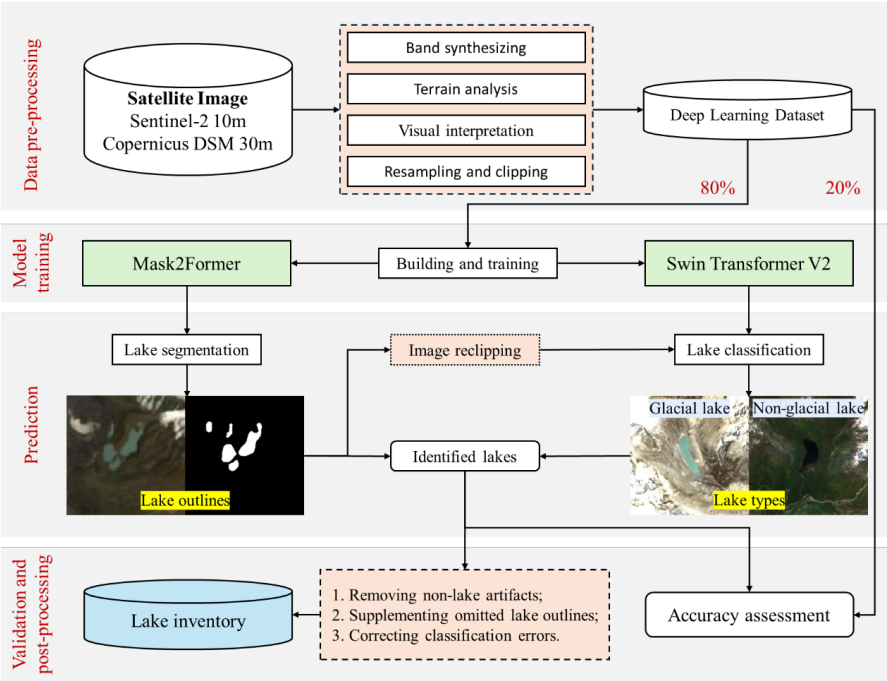 Data pre-processing
Satellite Image
Sentinel-2 10m
Copernicus DSM 30m
Band synthesizing
Terrain analysis
Visual interpretation
Resampling and clipping
Deep Learning Dataset
80%
20%
Model
training
Mask2Former
Building and training
Swin Transformer V2
Prediction
Lake segmentation
Image reclipping
Lake classification
Lake outlines
Identified lakes
Glacial lake
Non-glacial lake
Lake types
Validation and
post-processing
Lake inventory
1. Removing non-lake artifacts;
2. Supplementing omitted lake outlines;
3. Correcting classification errors.
Accuracy assessment